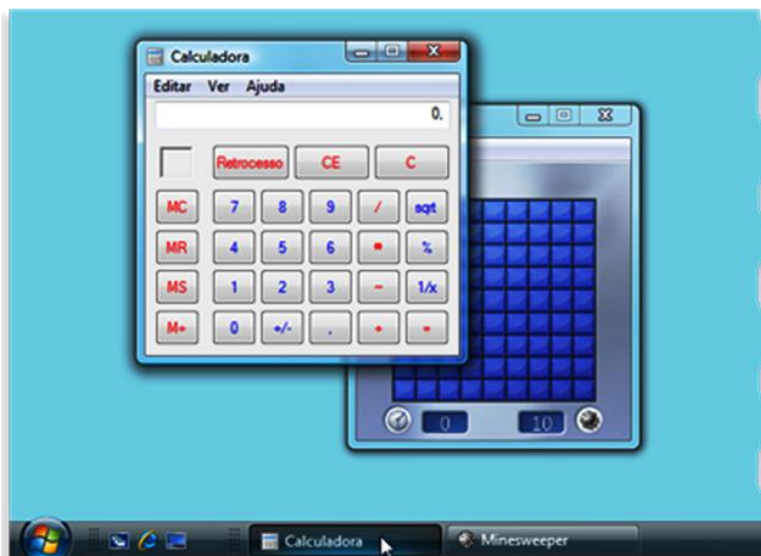 Calculadora
Editar Ver Ajuda
0.
Retrocesso CE C
MC 7 8 9 / sqrt
MR 4 5 6 * %
MS 1 2 3 - 1/x
M+ 0 +/- . + =
0 10
Calculadora Minesweeper